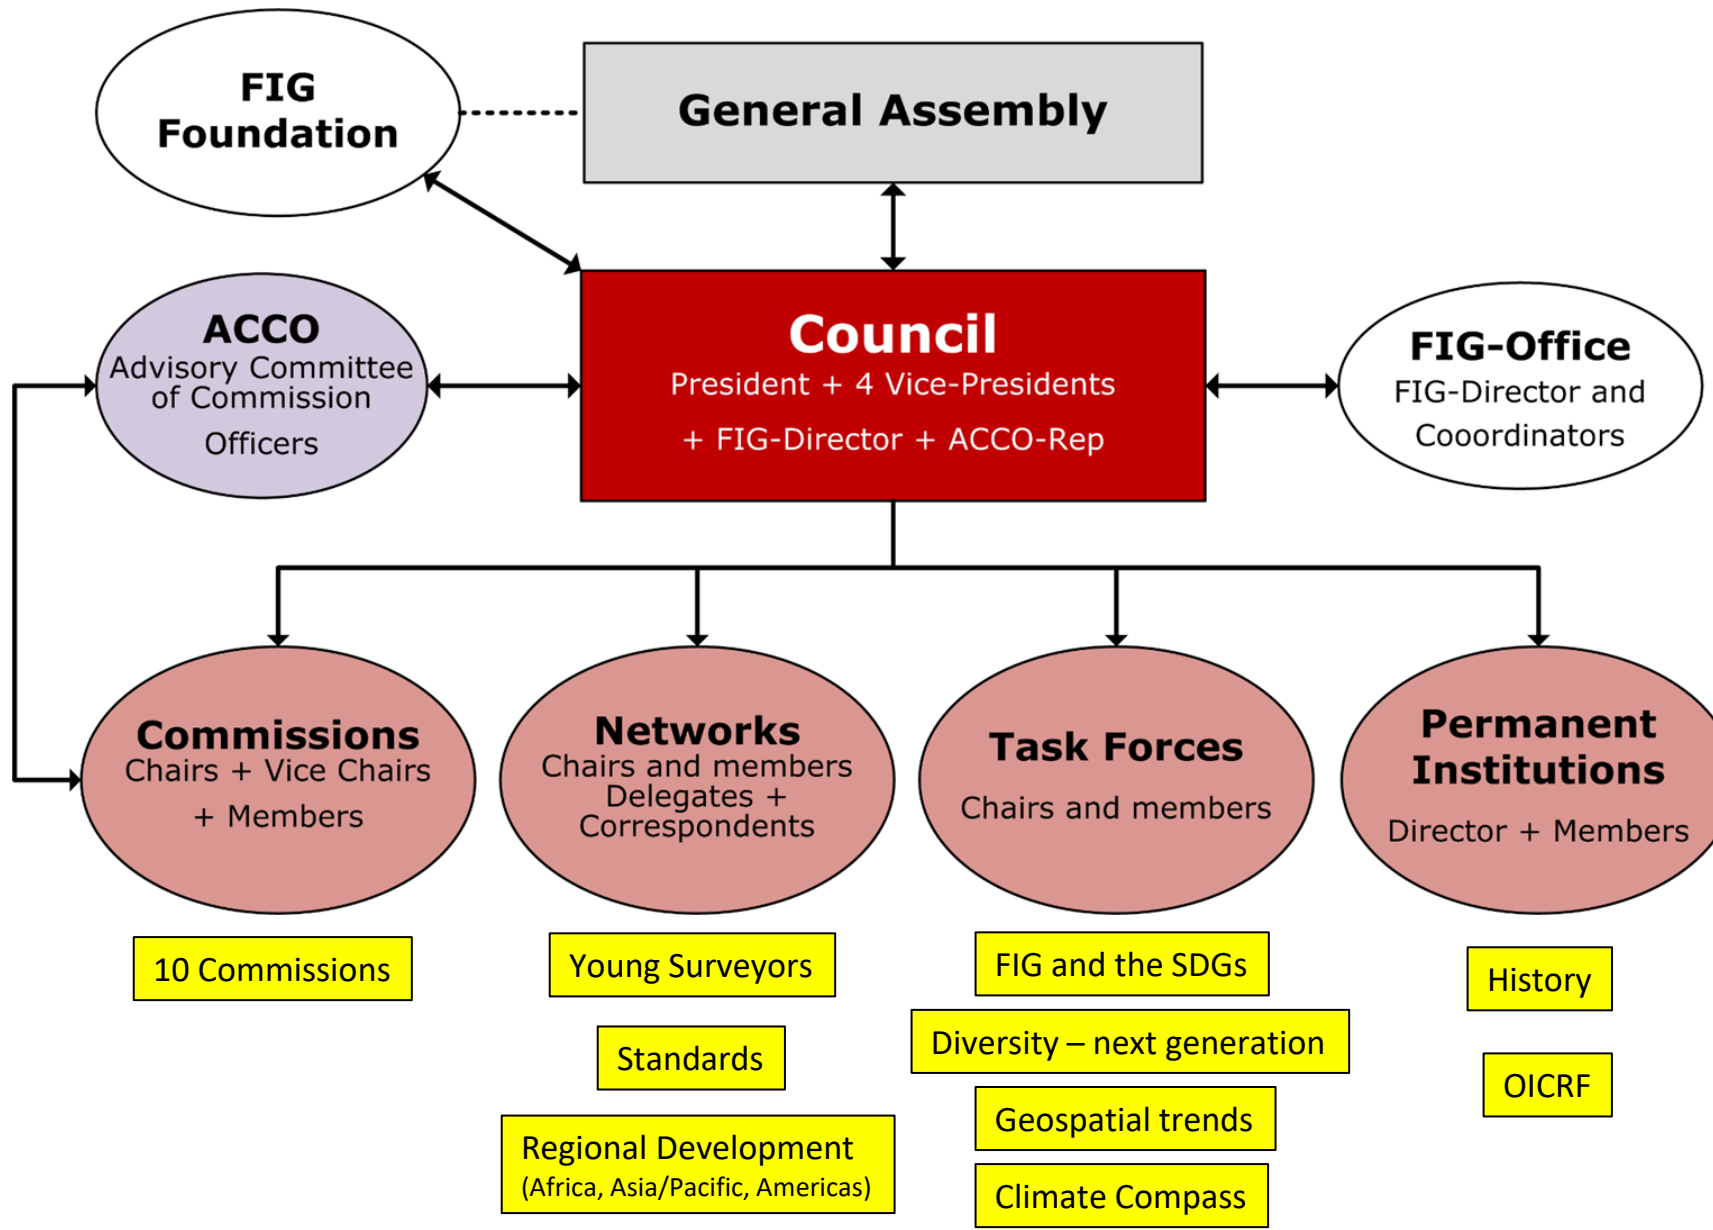 FIG
Foundation
General Assembly
ACCO
Advisory Committee
of Commission
Officers
Council
President + 4 Vice-Presidents
+ FIG-Director + ACCO-Rep
FIG-Office
FIG-Director and
Cooordinators
Commissions
Chairs + Vice Chairs
+ Members
Networks
Chairs and members
Delegates +
Correspondents
Task Forces
Chairs and members
Permanent
Institutions
Director + Members
10 Commissions
Young Surveyors
Standards
Regional Development
(Africa, Asia/Pacific, Americas)
FIG and the SDGs
Diversity – next generation
Geospatial trends
Climate Compass
History
OICRF